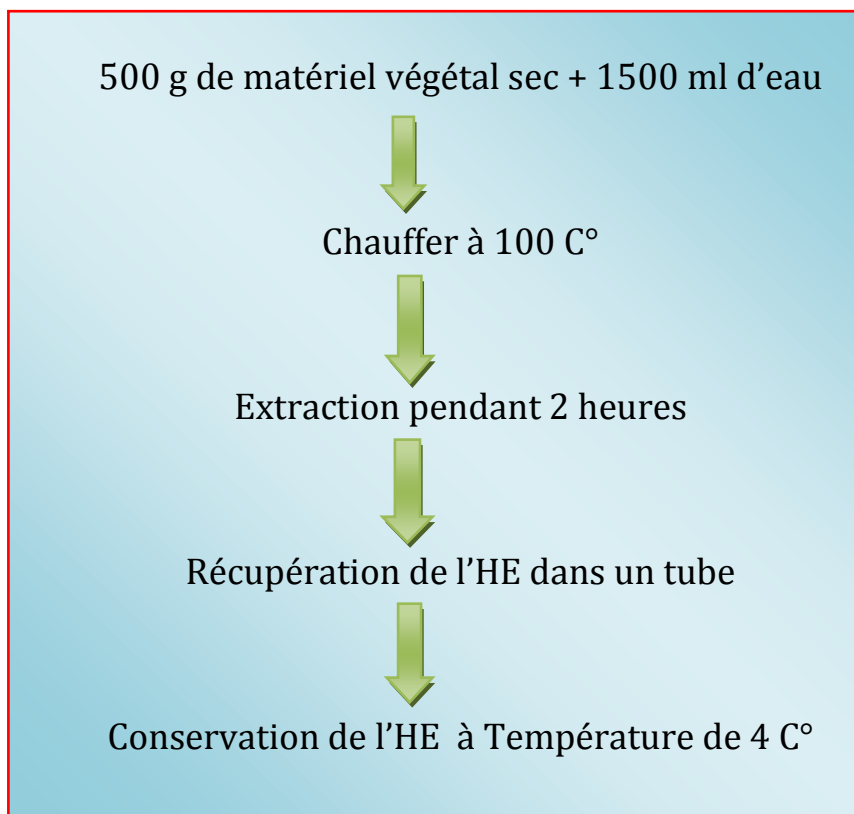 500 g de matériel végétal sec + 1500 ml d’eau
Chauffer à 100 C°
Extraction pendant 2 heures
Récupération de l’HE dans un tube
Conservation de l’HE à Température de 4 C°